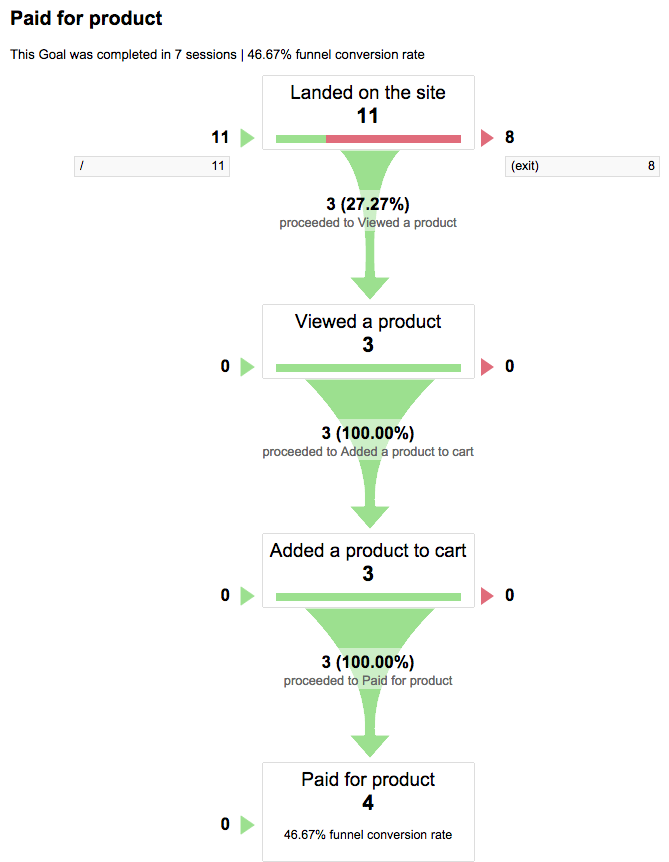 Paid for product
This Goal was completed in 7 sessions | 46.67% funnel conversion rate
Landed on the site
11
11
8
/ 11
(exit) 8
3 (27.27%)
proceeded to Viewed a product
Viewed a product
3
0
0
3 (100.00%)
proceeded to Added a product to cart
Added a product to cart
3
0
0
3 (100.00%)
proceeded to Paid for product
Paid for product
4
0
46.67% funnel conversion rate